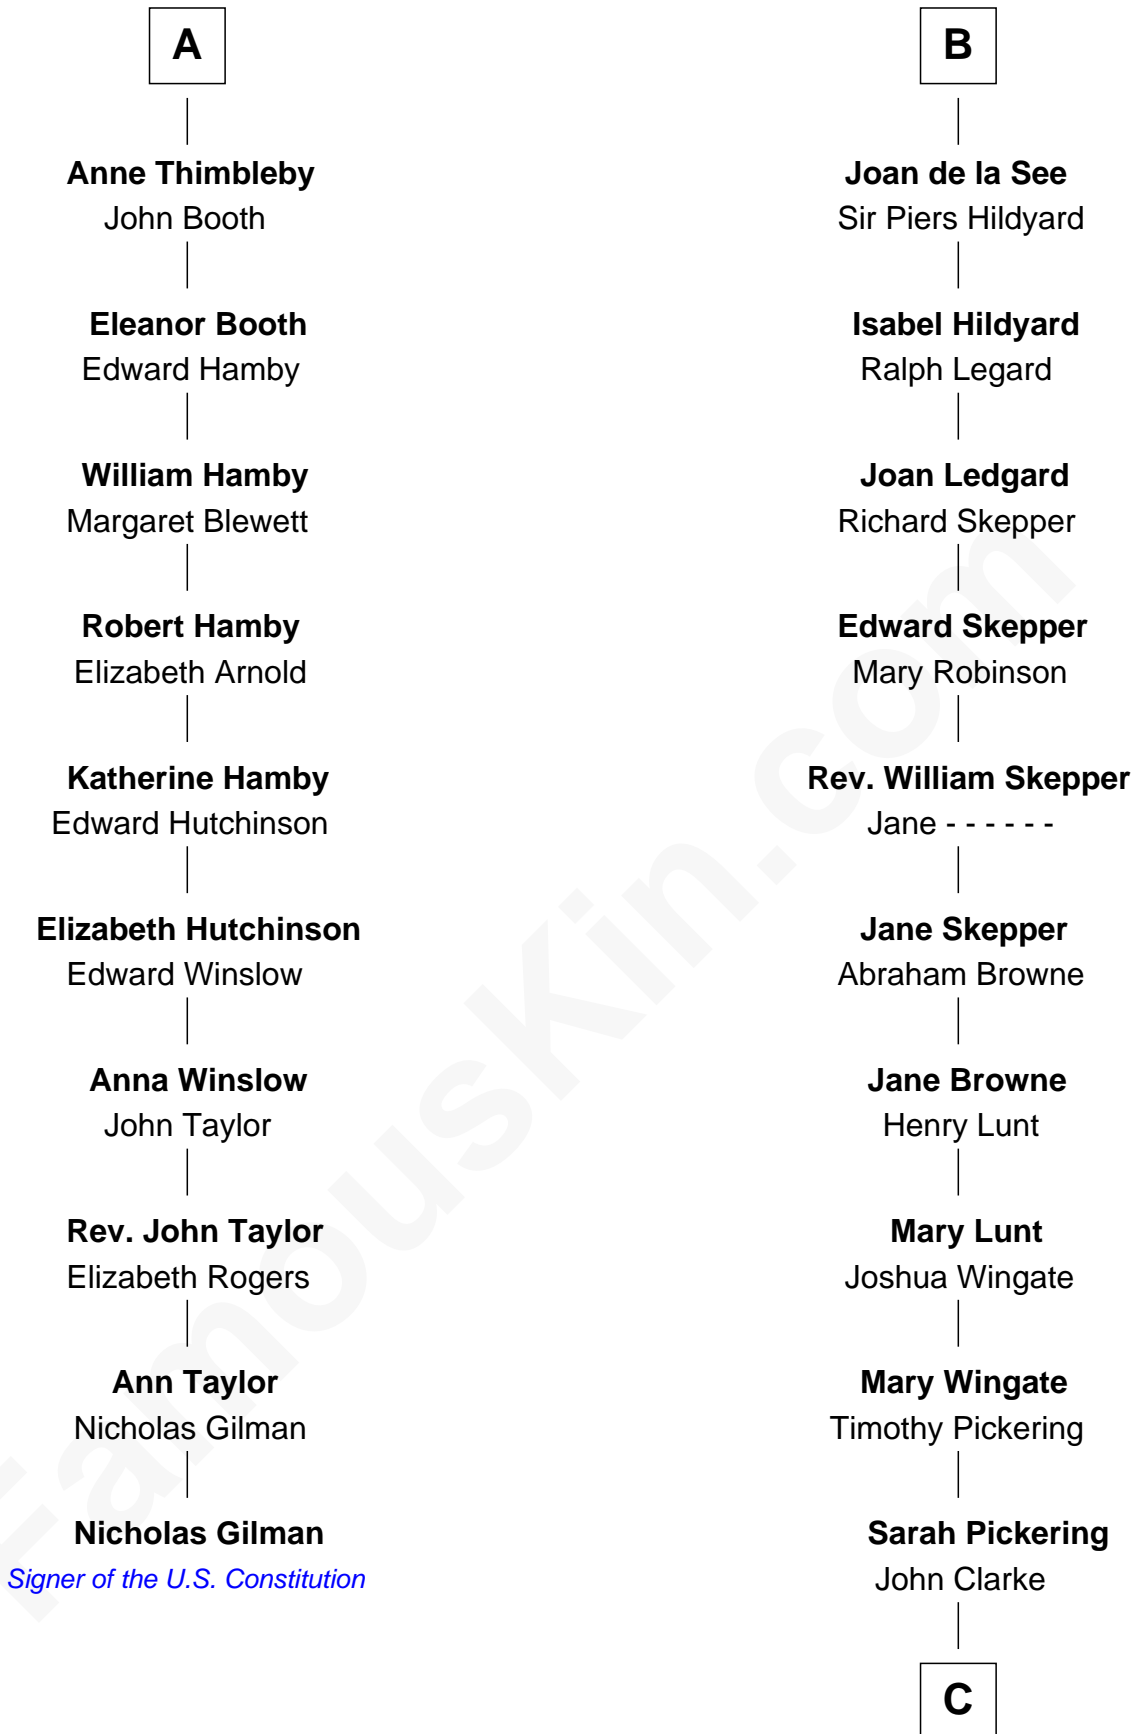 A
Anne Thimbleby
John Booth
Eleanor Booth
Edward Hamby
William Hamby
Margaret Blewett
Robert Hamby
Elizabeth Arnold
Katherine Hamby
Edward Hutchinson
Elizabeth Hutchinson
Edward Winslow
Anna Winslow
John Taylor
Rev. John Taylor
Elizabeth Rogers
Ann Taylor
Nicholas Gilman
Nicholas Gilman
Signer of the U.S. Constitution
B
Joan de la See
Sir Piers Hildyard
Isabel Hildyard
Ralph Legard
Joan Ledgard
Richard Skepper
Edward Skepper
Mary Robinson
Rev. William Skepper
Jane - - - - - -
Jane Skepper
Abraham Browne
Jane Browne
Henry Lunt
Mary Lunt
Joshua Wingate
Mary Wingate
Timothy Pickering
Sarah Pickering
John Clarke
C
FamousKin.com